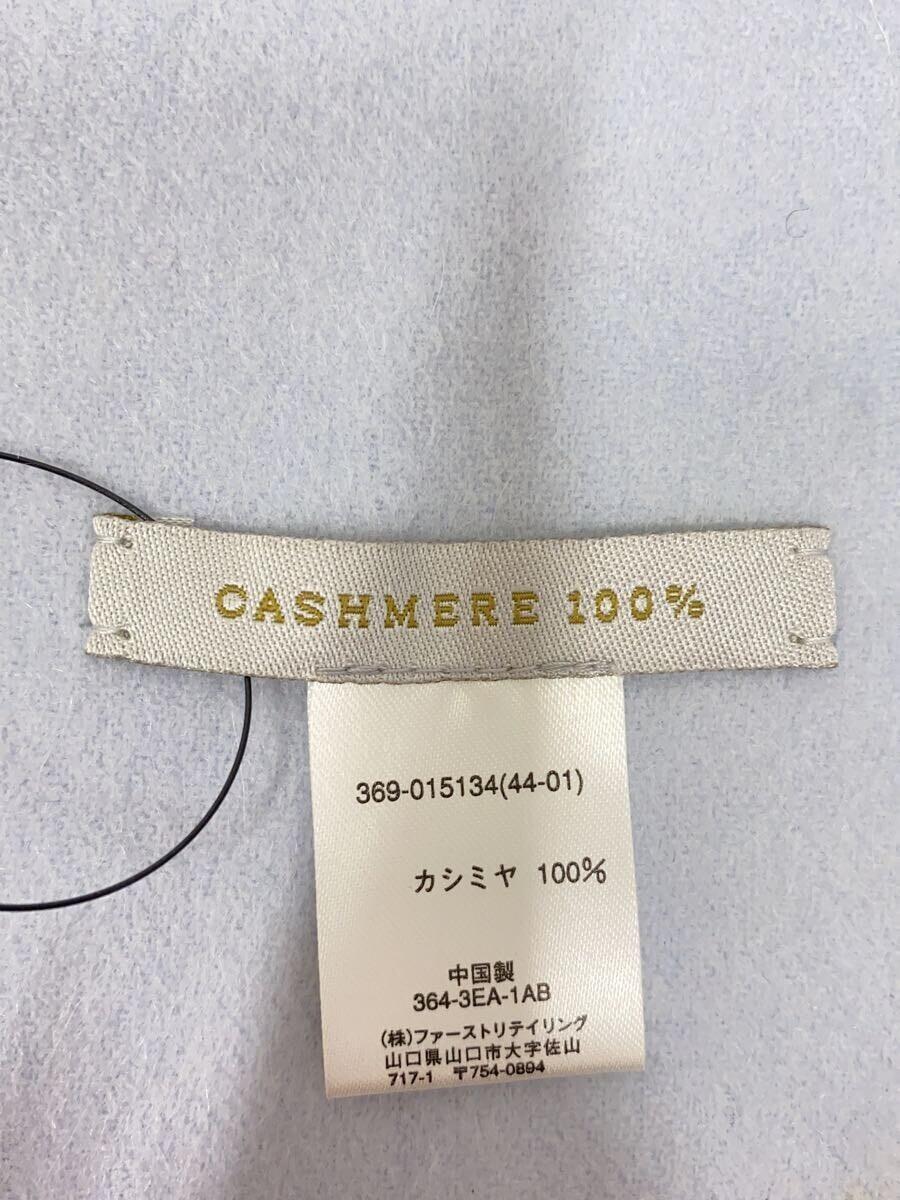 CASHMERE 100%
369-015134(44-01)
カシミヤ 100%
中国製
364-3EA-1AB
(株)ファーストリテイリング
山口県山口市大字佐山
717-1 〒754-0894